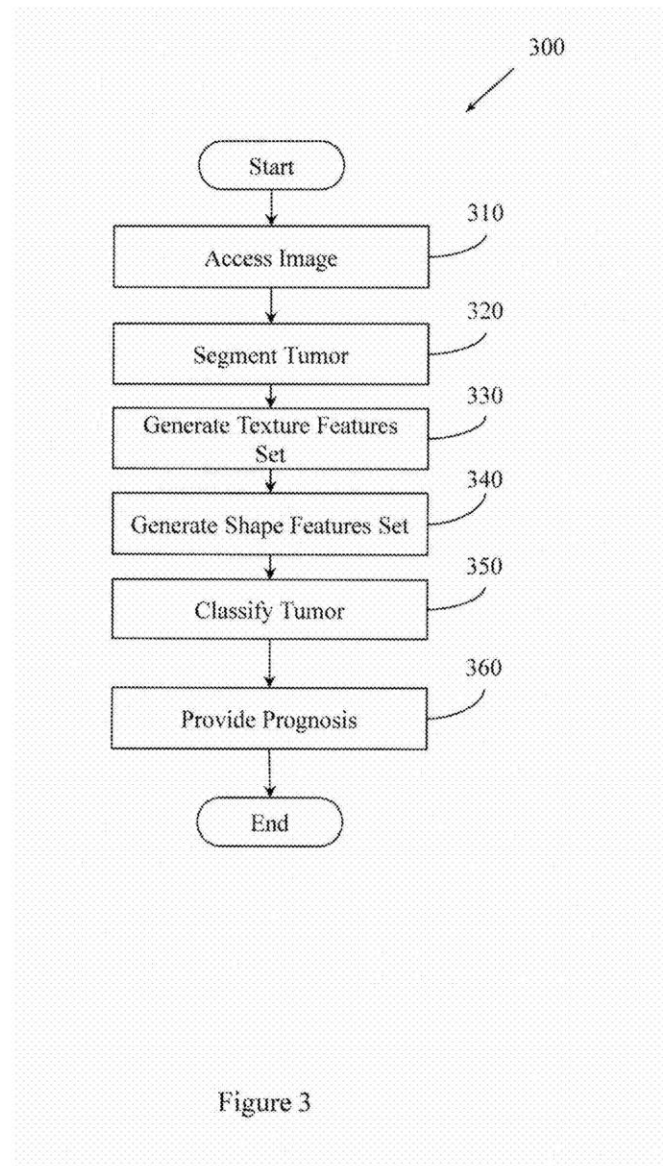 300
Start
310
Access Image
320
Segment Tumor
330
Generate Texture Features
Set
340
Generate Shape Features Set
350
Classify Tumor
360
Provide Prognosis
End
Figure 3